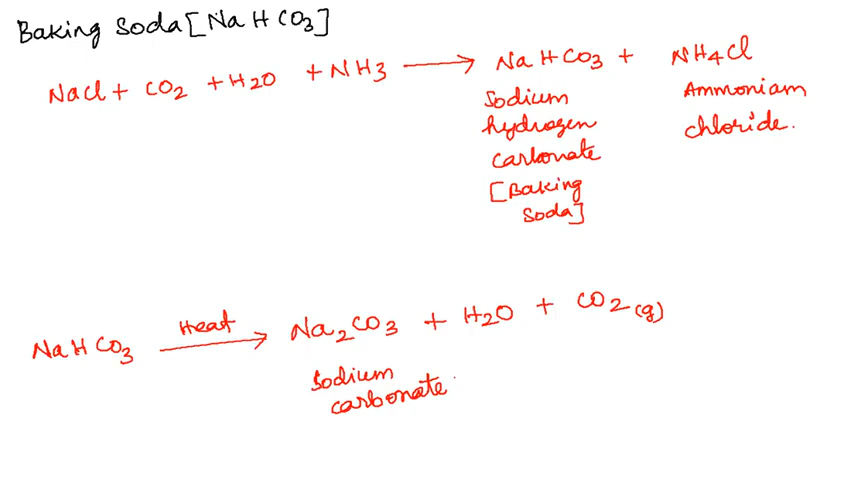 Baking Soda [NaHCO3]
NaCl + CO2 + H2O + NH3 → NaHCO3 + NH4Cl
Sodium hydrogen carbonate [Baking Soda]
Ammoniam chloride.
NaHCO3 Heat → Na2CO3 + H2O + CO2 (g)
Sodium carbonate